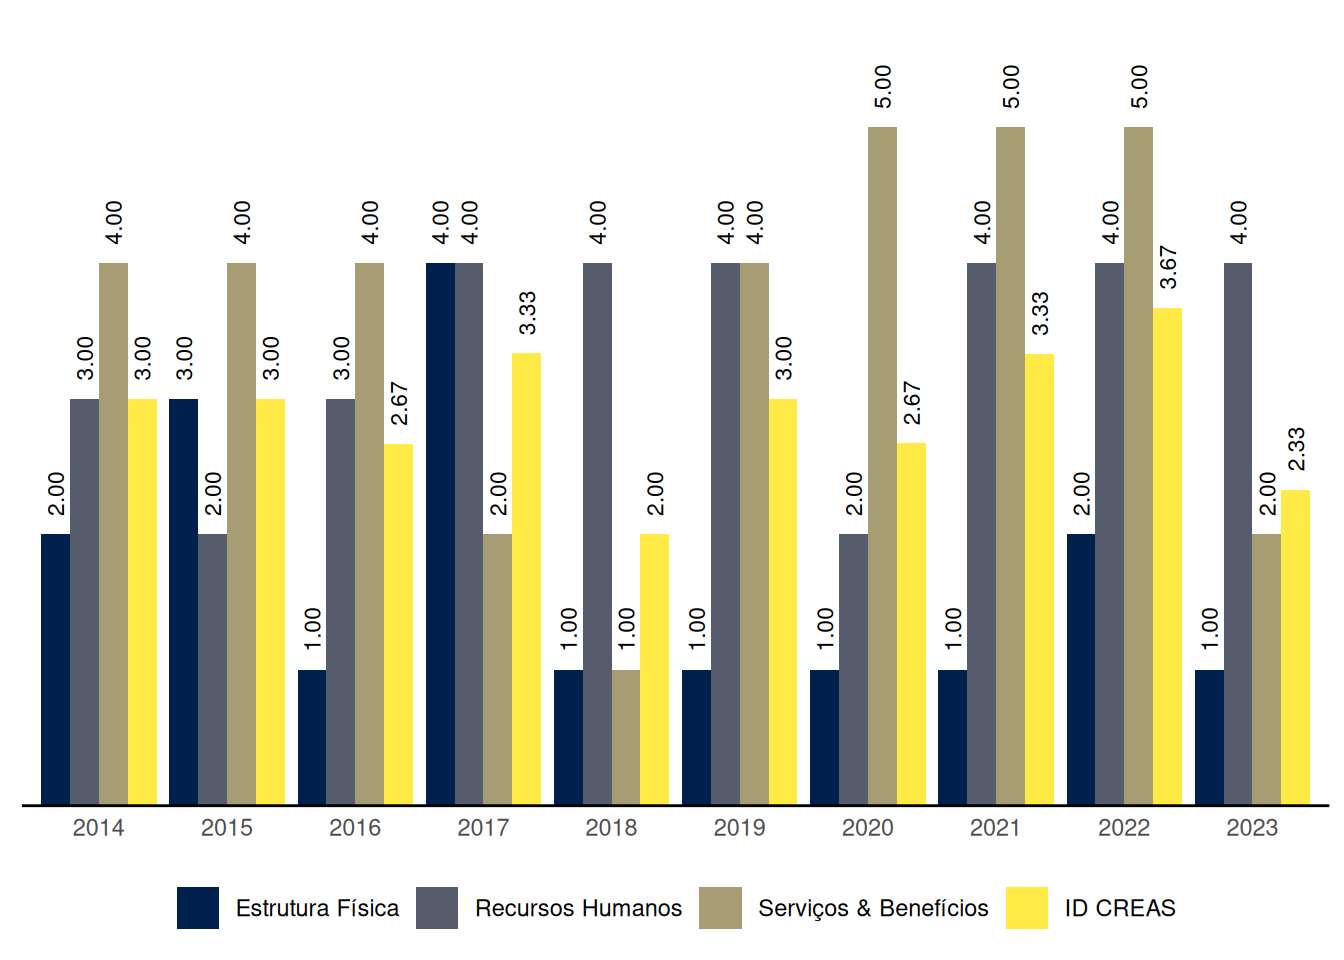 5.00 5.00 5.00
4.00 4.00 4.00 4.00 4.00 4.00 4.00 4.00 4.00 4.00 4.00
3.67
3.33 3.33
3.00 3.00 3.00 3.00 3.00 3.00
2.67 2.67
2.33
2.00 2.00 2.00 2.00 2.00 2.00 2.00
1.00 1.00 1.00 1.00 1.00 1.00 1.00
2014 2015 2016 2017 2018 2019 2020 2021 2022 2023
Estrutura Física Recursos Humanos Serviços & Benefícios ID CREAS